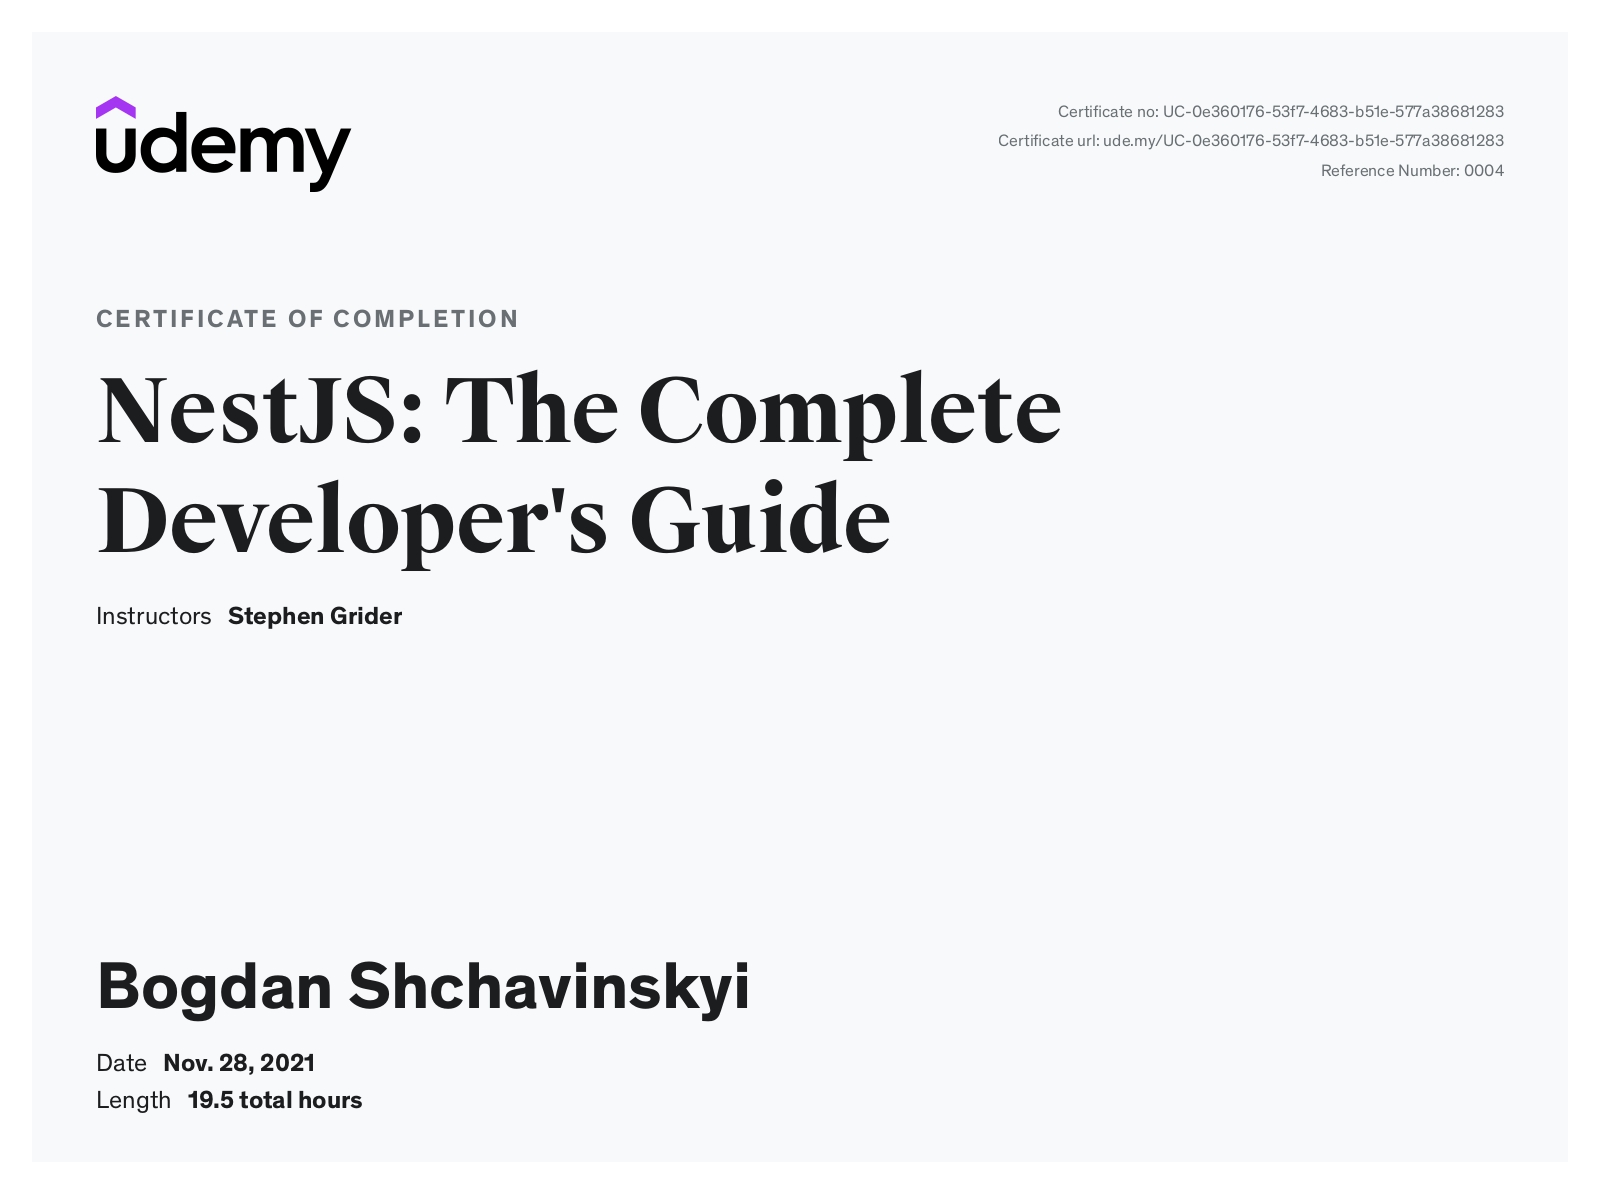 udemy
Certificate no: UC-0e360176-53f7-4683-b51e-577a38681283
Certificate url: ude.my/UC-0e360176-53f7-4683-b51e-577a38681283
Reference Number: 0004
CERTIFICATE OF COMPLETION
NestJS: The Complete
Developer's Guide
Instructors Stephen Grider
Bogdan Shchavinskyi
Date Nov. 28, 2021
Length 19.5 total hours